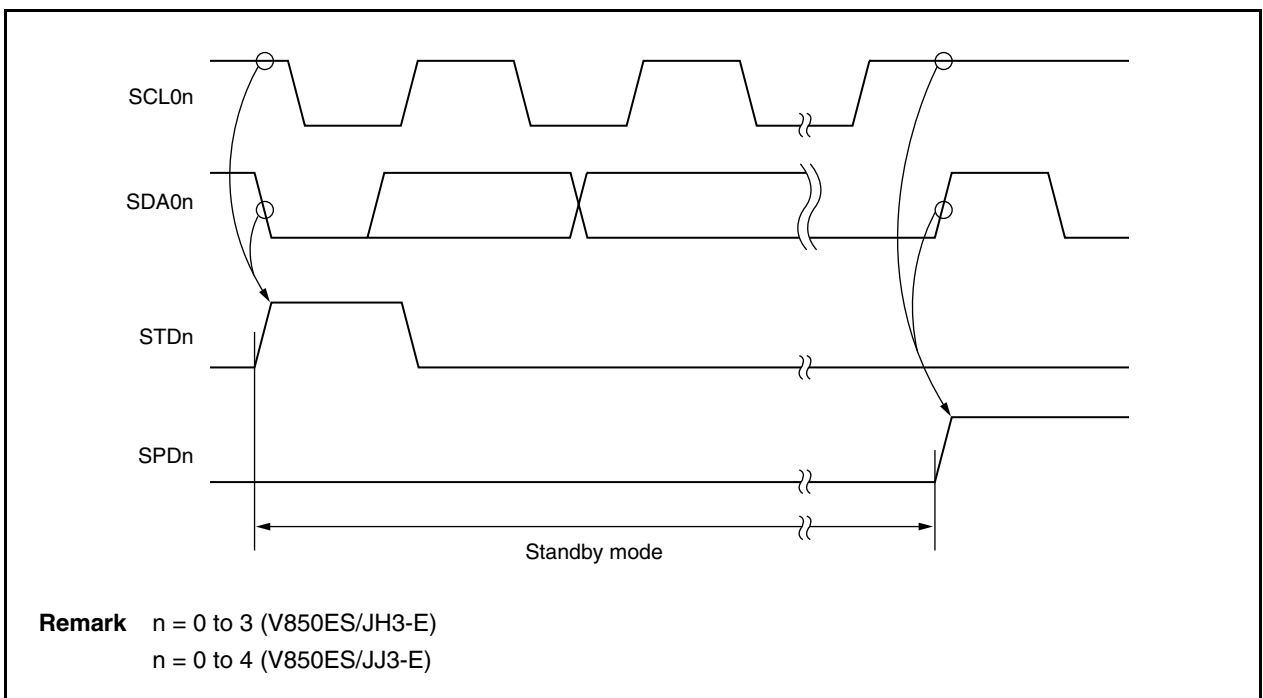 SCL0n
SDA0n
STDn
SPDn
Standby mode
Remark n = 0 to 3 (V850ES/JH3-E)
n = 0 to 4 (V850ES/JJ3-E)